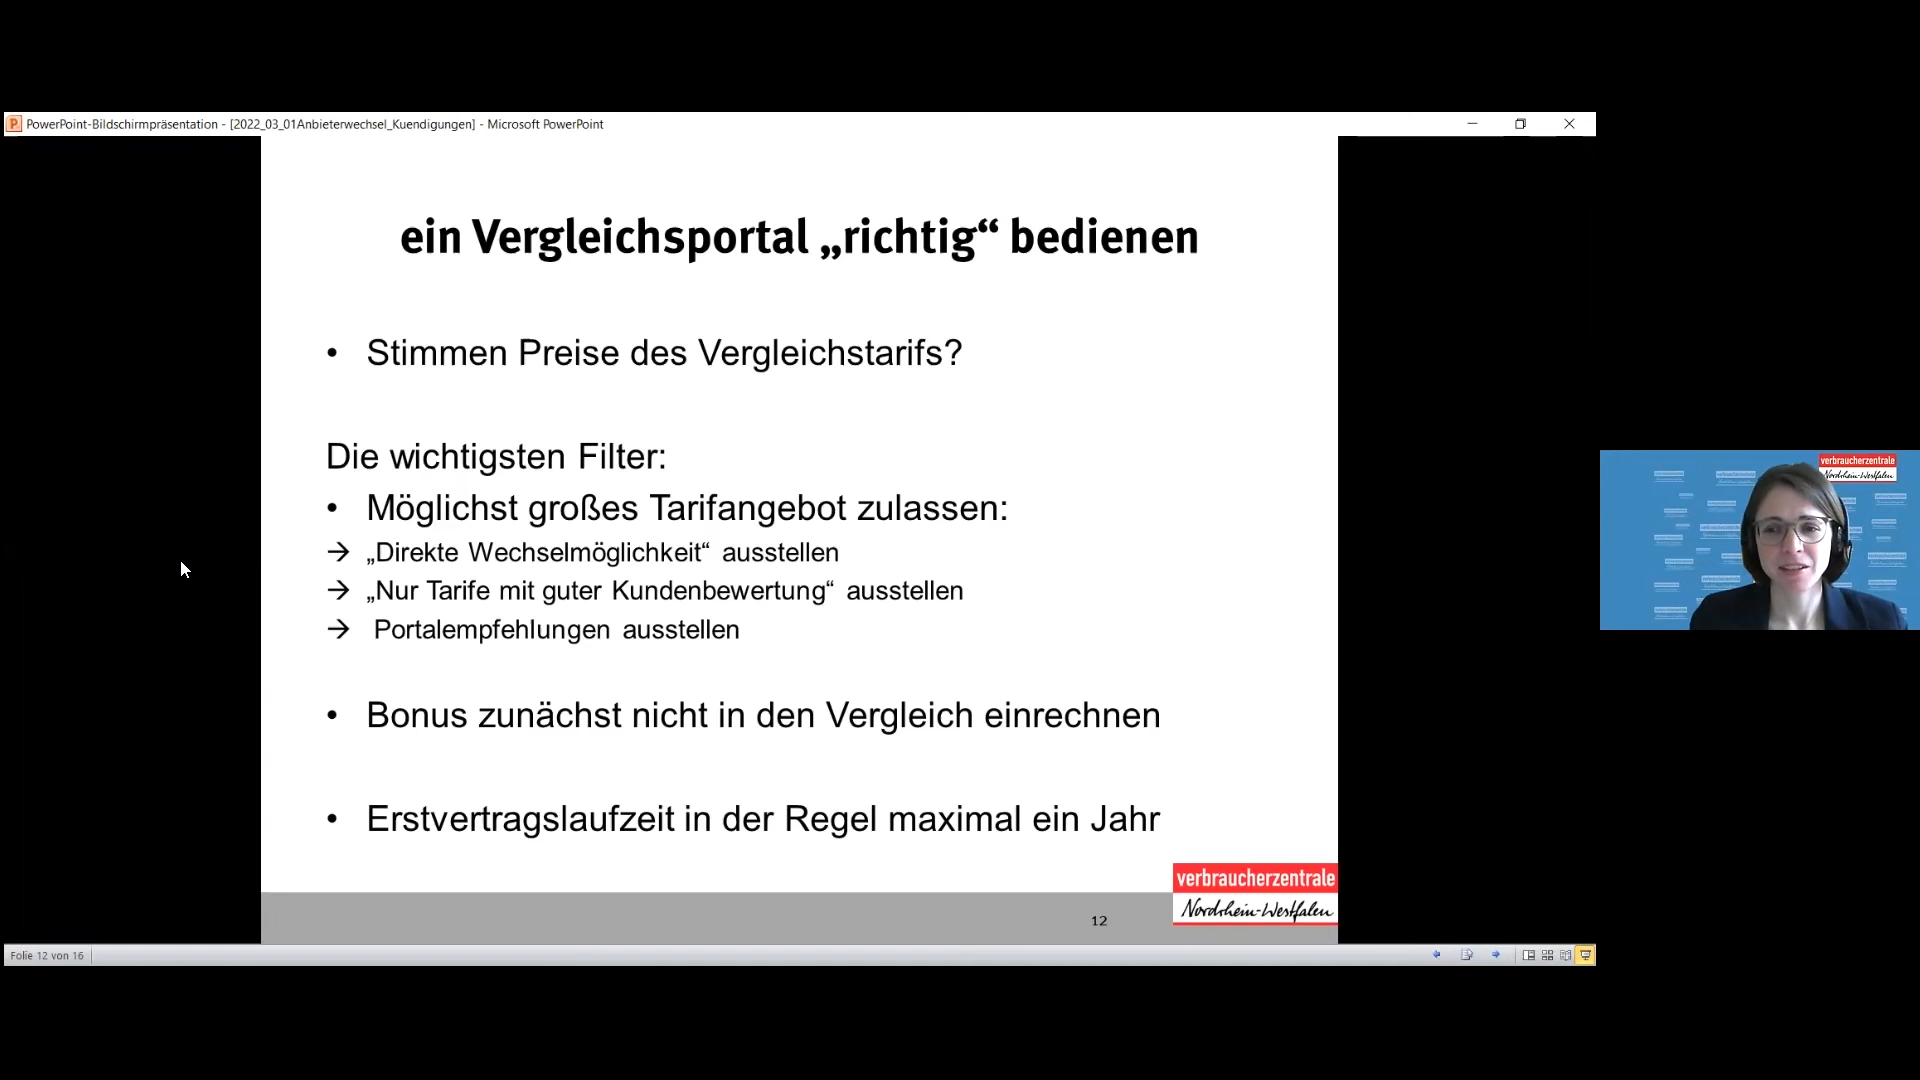 PowerPoint-Bildschirmpräsentation - [2022_03_01Anbieterwechsel_Kuendigungen] - Microsoft PowerPoint
ein Vergleichsportal „richtig“ bedienen
• Stimmen Preise des Vergleichstarifs?
Die wichtigsten Filter:
• Möglichst großes Tarifangebot zulassen:
→ „Direkte Wechselmöglichkeit“ ausstellen
→ „Nur Tarife mit guter Kundenbewertung“ ausstellen
→ Portalempfehlungen ausstellen
• Bonus zunächst nicht in den Vergleich einrechnen
• Erstvertragslaufzeit in der Regel maximal ein Jahr
verbraucherzentrale
Nordrhein-Westfalen
12
Folie 12 von 16
verbraucherzentrale
Nordrhein-Westfalen